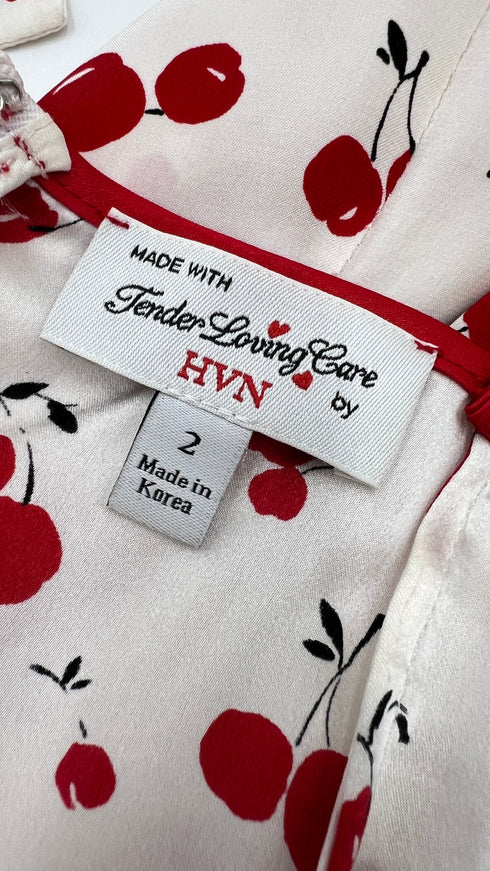 MADE WITH
Tender Loving Care
by
HVN
2
Made in
Korea